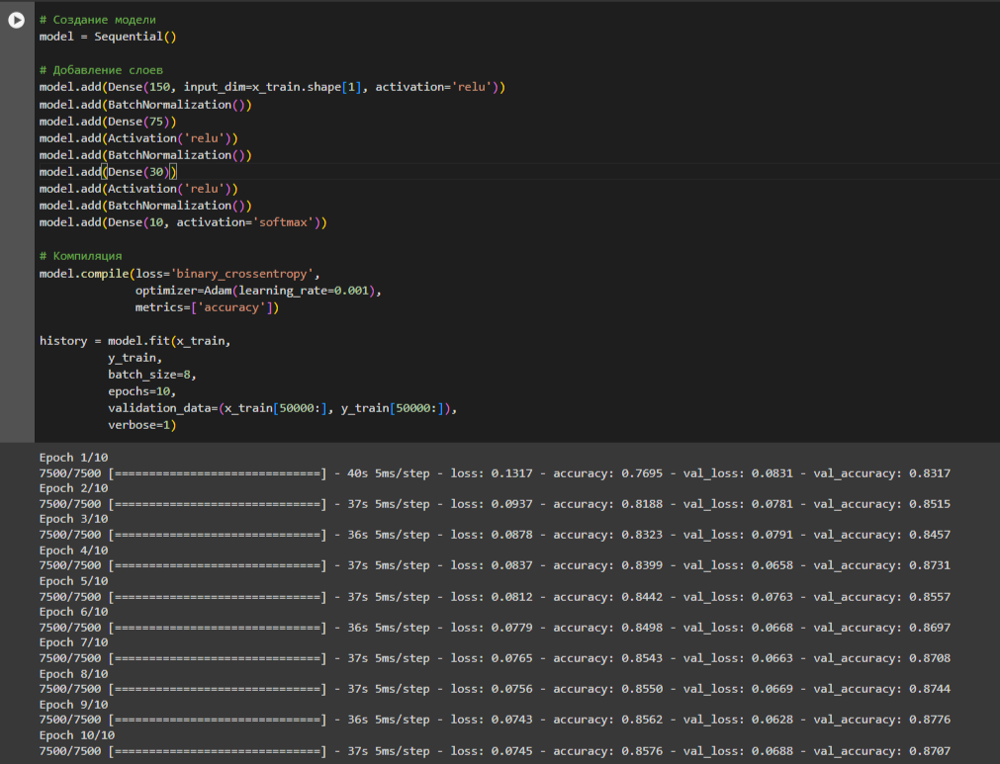 # Создание модели
model = Sequential()
# Добавление слоев
model.add(Dense(150, input_dim=x_train.shape[1], activation='relu'))
model.add(BatchNormalization())
model.add(Dense(75))
model.add(Activation('relu'))
model.add(BatchNormalization())
model.add(Dense(30))
model.add(Activation('relu'))
model.add(BatchNormalization())
model.add(Dense(10, activation='softmax'))
# Компиляция
model.compile(loss='binary_crossentropy',
optimizer=Adam(learning_rate=0.001),
metrics=['accuracy'])
history = model.fit(x_train,
y_train,
batch_size=8,
epochs=10,
validation_data=(x_train[50000:], y_train[50000:]),
verbose=1)
Epoch 1/10
7500/7500 [==============================] - 40s 5ms/step - loss: 0.1317 - accuracy: 0.7695 - val_loss: 0.0831 - val_accuracy: 0.8317
Epoch 2/10
7500/7500 [==============================] - 37s 5ms/step - loss: 0.0937 - accuracy: 0.8188 - val_loss: 0.0781 - val_accuracy: 0.8515
Epoch 3/10
7500/7500 [==============================] - 36s 5ms/step - loss: 0.0878 - accuracy: 0.8323 - val_loss: 0.0791 - val_accuracy: 0.8457
Epoch 4/10
7500/7500 [==============================] - 37s 5ms/step - loss: 0.0837 - accuracy: 0.8399 - val_loss: 0.0658 - val_accuracy: 0.8731
Epoch 5/10
7500/7500 [==============================] - 37s 5ms/step - loss: 0.0812 - accuracy: 0.8442 - val_loss: 0.0763 - val_accuracy: 0.8557
Epoch 6/10
7500/7500 [==============================] - 36s 5ms/step - loss: 0.0779 - accuracy: 0.8498 - val_loss: 0.0668 - val_accuracy: 0.8697
Epoch 7/10
7500/7500 [==============================] - 37s 5ms/step - loss: 0.0765 - accuracy: 0.8543 - val_loss: 0.0663 - val_accuracy: 0.8708
Epoch 8/10
7500/7500 [==============================] - 37s 5ms/step - loss: 0.0756 - accuracy: 0.8550 - val_loss: 0.0669 - val_accuracy: 0.8744
Epoch 9/10
7500/7500 [==============================] - 36s 5ms/step - loss: 0.0743 - accuracy: 0.8562 - val_loss: 0.0628 - val_accuracy: 0.8776
Epoch 10/10
7500/7500 [==============================] - 37s 5ms/step - loss: 0.0745 - accuracy: 0.8576 - val_loss: 0.0688 - val_accuracy: 0.8707